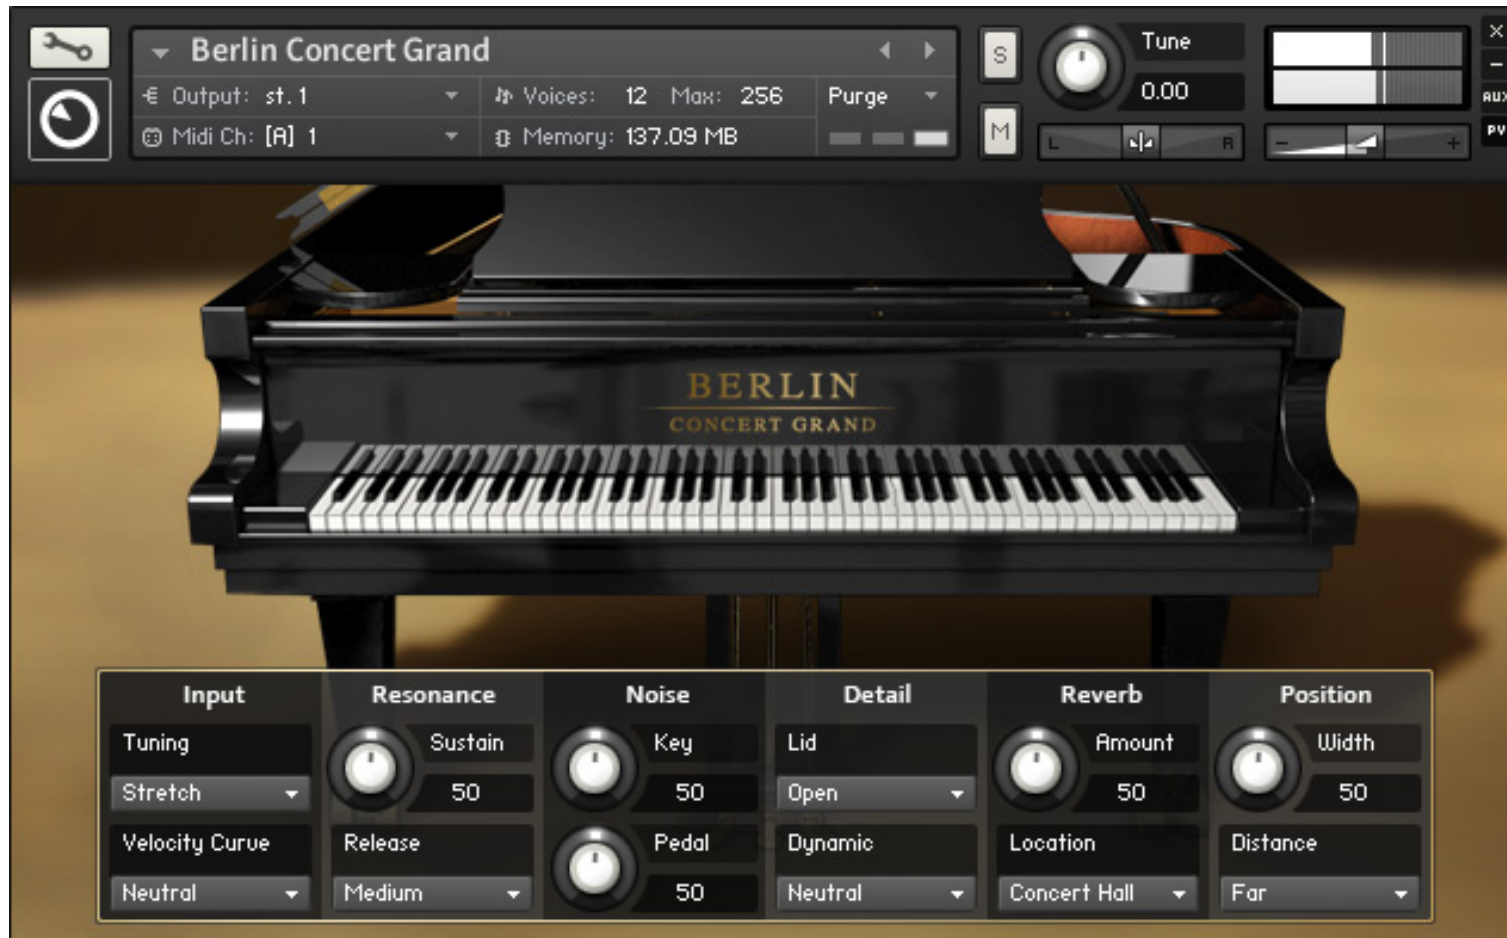 Berlin Concert Grand
S
Tune
Output: st.1
Voices: 12 Max: 256
Purge
0.00
AUX
Midi Ch: [A] 1
Memory: 137.09 MB
M
L
R
-
+
PV
BERLIN
CONCERT GRAND
Input
Resonance
Noise
Detail
Reverb
Position
Tuning
Sustain
Key
Lid
Amount
Width
Stretch
50
50
Open
50
50
Velocity Curve
Release
Pedal
Dynamic
Location
Distance
Neutral
Medium
50
Neutral
Concert Hall
Far